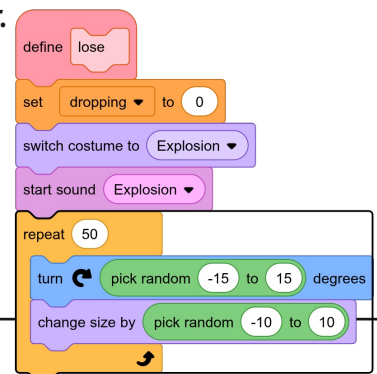 define lose
set dropping to 0
switch costume to Explosion
start sound Explosion
repeat 50
turn pick random -15 to 15 degrees
change size by pick random -10 to 10